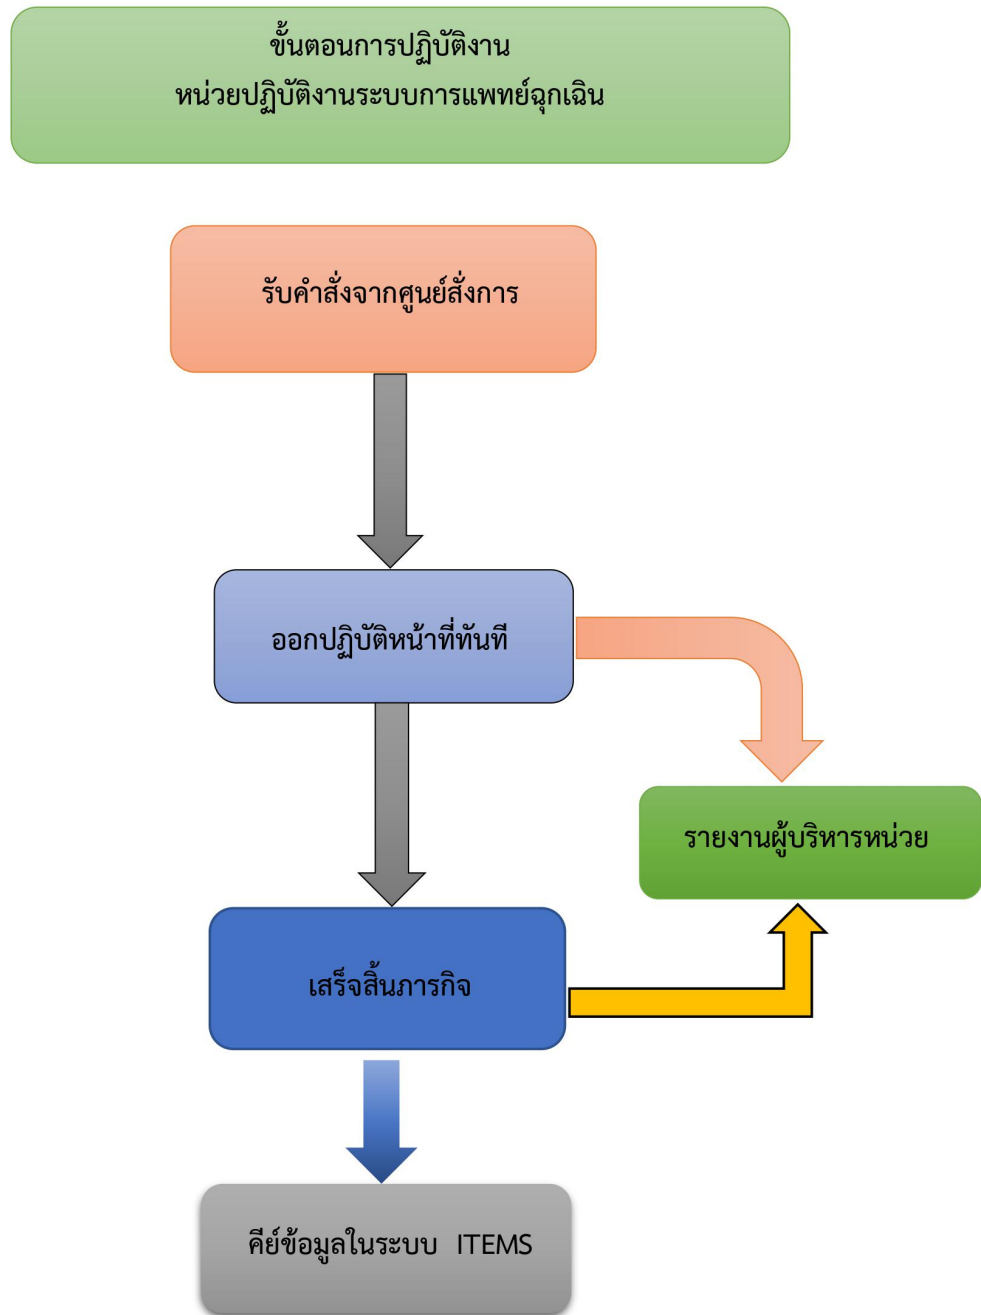 ขั้นตอนการปฏิบัติงาน
หน่วยปฏิบัติงานระบบการแพทย์ฉุกเฉิน
รับคำสั่งจากศูนย์สั่งการ
ออกปฏิบัติหน้าที่ทันที
รายงานผู้บริหารหน่วย
เสร็จสิ้นภารกิจ
คีย์ข้อมูลในระบบ ITEMS